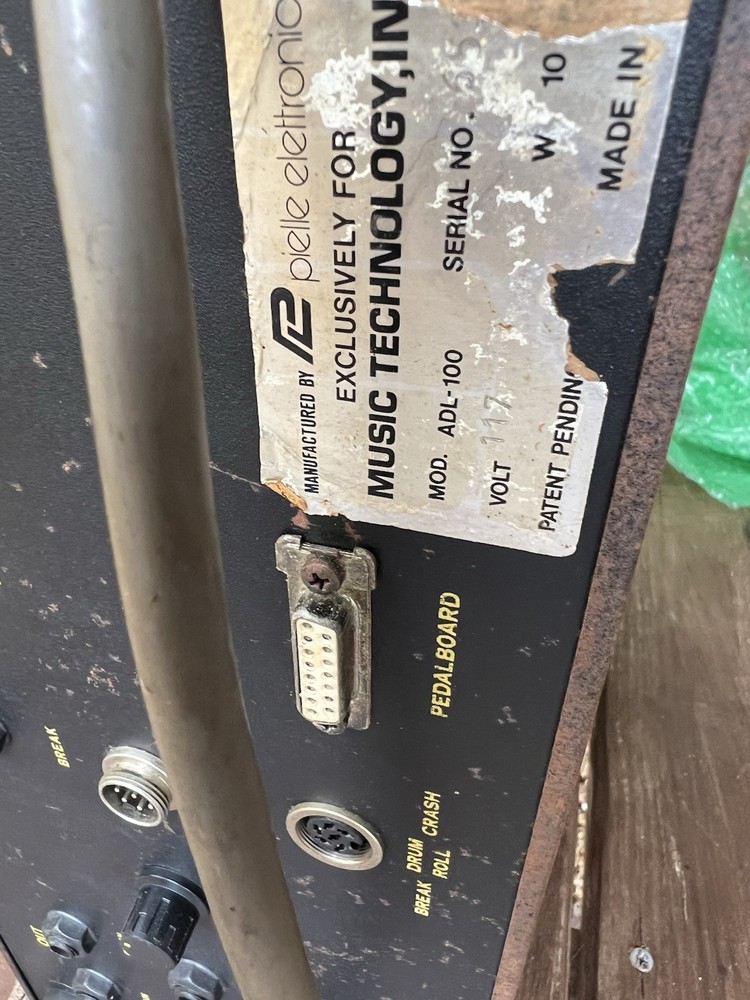 MANUFACTURED BY pielle elettronic
EXCLUSIVELY FOR
MUSIC TECHNOLOGY, IN
MOD. ADL-100 SERIAL NO.
VOLT 117 W 10
PATENT PENDING MADE IN
PEDALBOARD
BREAK
BREAK DRUM ROLL CRASH
OUT